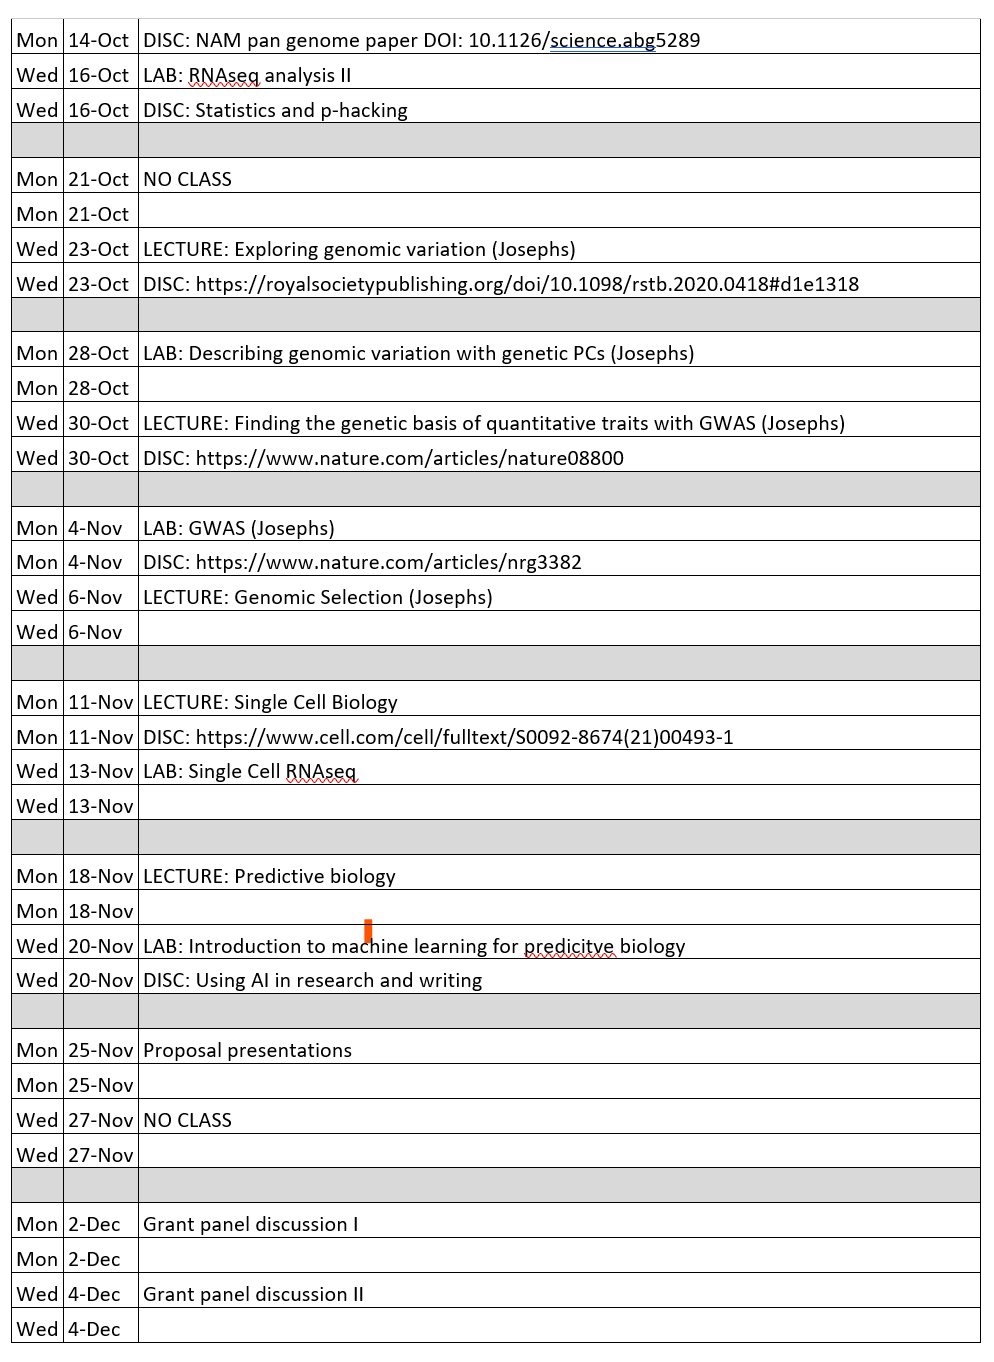 Mon 14-Oct DISC: NAM pan genome paper DOI: 10.1126/science.abg5289
Wed 16-Oct LAB: RNAseq analysis II
Wed 16-Oct DISC: Statistics and p-hacking
Mon 21-Oct NO CLASS
Mon 21-Oct
Wed 23-Oct LECTURE: Exploring genomic variation (Josephs)
Wed 23-Oct DISC: https://royalsocietypublishing.org/doi/10.1098/rstb.2020.0418#d1e1318
Mon 28-Oct LAB: Describing genomic variation with genetic PCs (Josephs)
Mon 28-Oct
Wed 30-Oct LECTURE: Finding the genetic basis of quantitative traits with GWAS (Josephs)
Wed 30-Oct DISC: https://www.nature.com/articles/nature08800
Mon 4-Nov LAB: GWAS (Josephs)
Mon 4-Nov DISC: https://www.nature.com/articles/nrg3382
Wed 6-Nov LECTURE: Genomic Selection (Josephs)
Wed 6-Nov
Mon 11-Nov LECTURE: Single Cell Biology
Mon 11-Nov DISC: https://www.cell.com/cell/fulltext/S0092-8674(21)00493-1
Wed 13-Nov LAB: Single Cell RNAseq
Wed 13-Nov
Mon 18-Nov LECTURE: Predictive biology
Mon 18-Nov
Wed 20-Nov LAB: Introduction to machine learning for predicitve biology
Wed 20-Nov DISC: Using AI in research and writing
Mon 25-Nov Proposal presentations
Mon 25-Nov
Wed 27-Nov NO CLASS
Wed 27-Nov
Mon 2-Dec Grant panel discussion I
Mon 2-Dec
Wed 4-Dec Grant panel discussion II
Wed 4-Dec